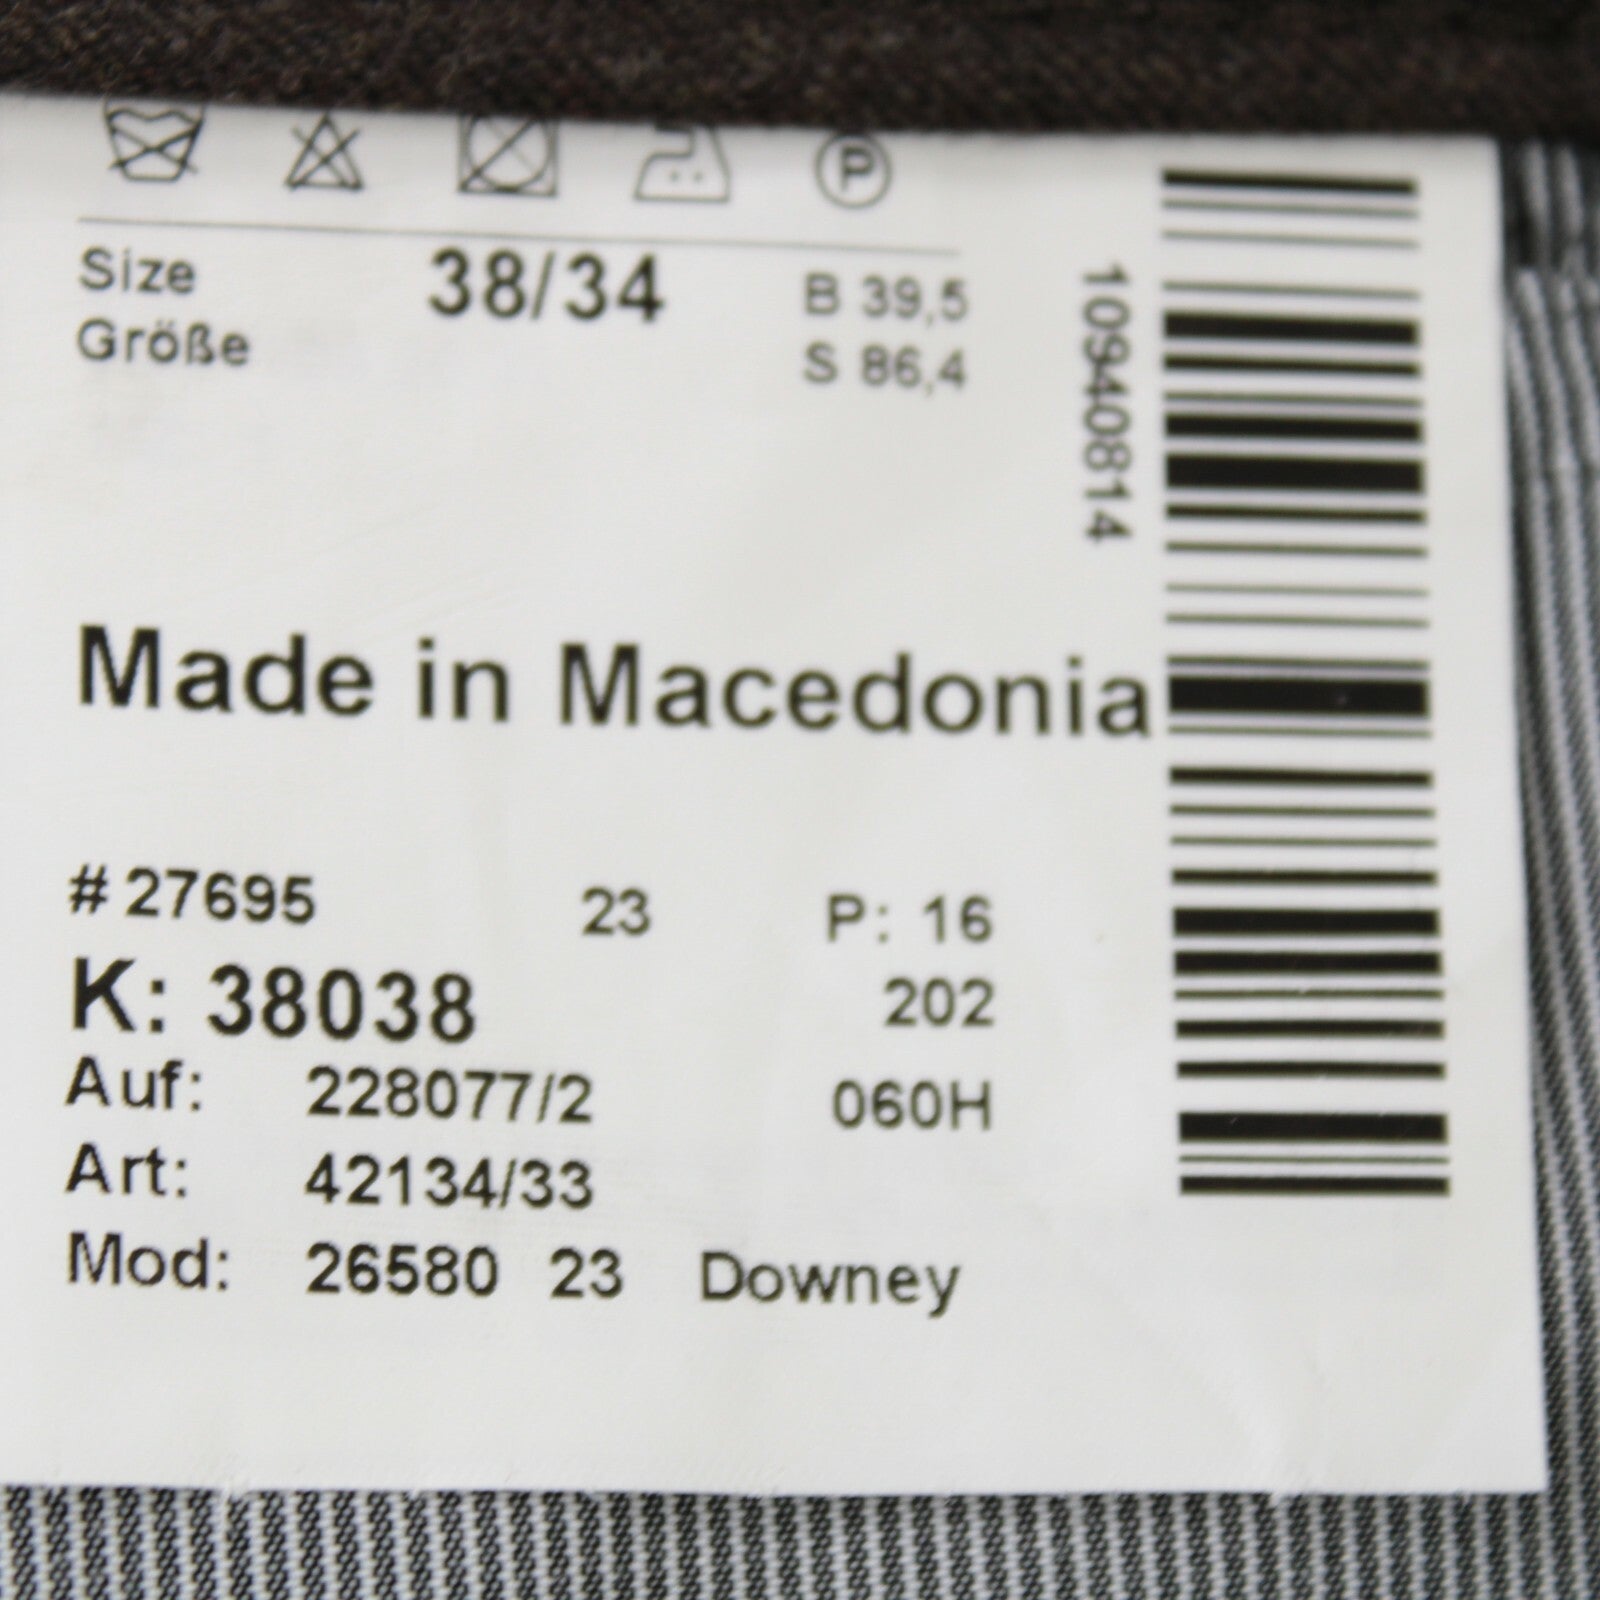 P
Size 38/34 B 39,5
Größe S 86,4
10940814
Made in Macedonia
# 27695 23 P: 16
K: 38038 202
Auf: 228077/2 060H
Art: 42134/33
Mod: 26580 23 Downey